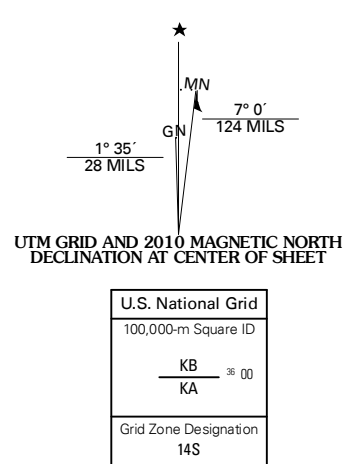 ★
MN
GN
7° 0´
124 MILS
1° 35´
28 MILS
UTM GRID AND 2010 MAGNETIC NORTH
DECLINATION AT CENTER OF SHEET
U.S. National Grid
100,000-m Square ID
KB
36 00
KA
Grid Zone Designation
14S